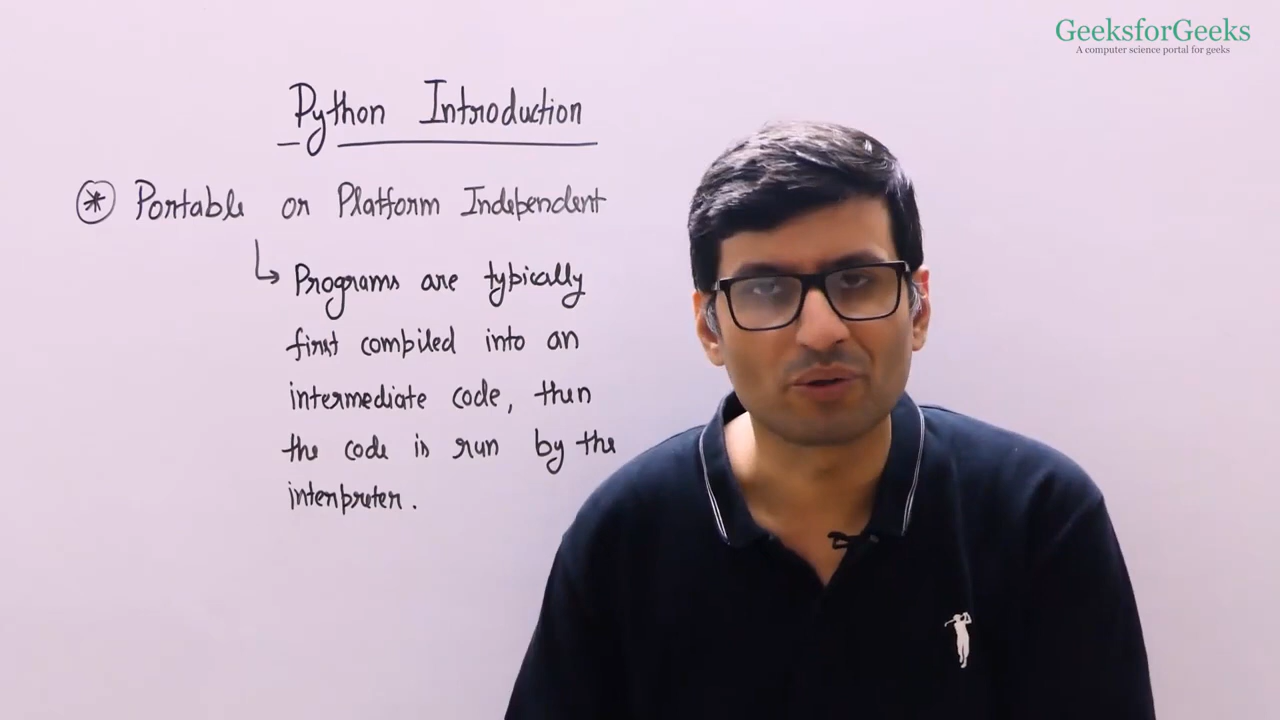 GeeksforGeeks
A computer science portal for geeks
Python Introduction
* Portable or Platform Independent
Programs are typically
first compiled into an
intermediate code, then
the code is run by the
interpreter.